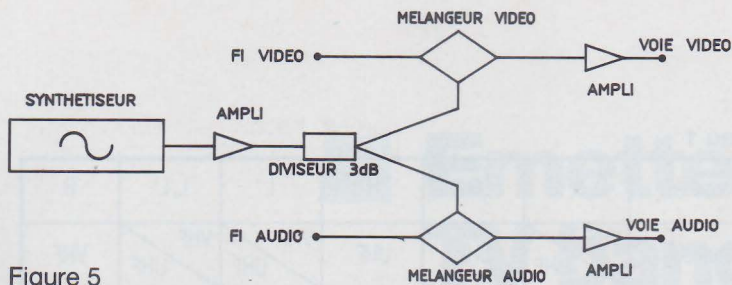 MELANGEUR VIDEO
FI VIDEO
VOIE VIDEO
SYNTHETISEUR
AMPLI
AMPLI
DIVISEUR 3dB
FI AUDIO
VOIE AUDIO
AMPLI
MELANGEUR AUDIO
Figure 5